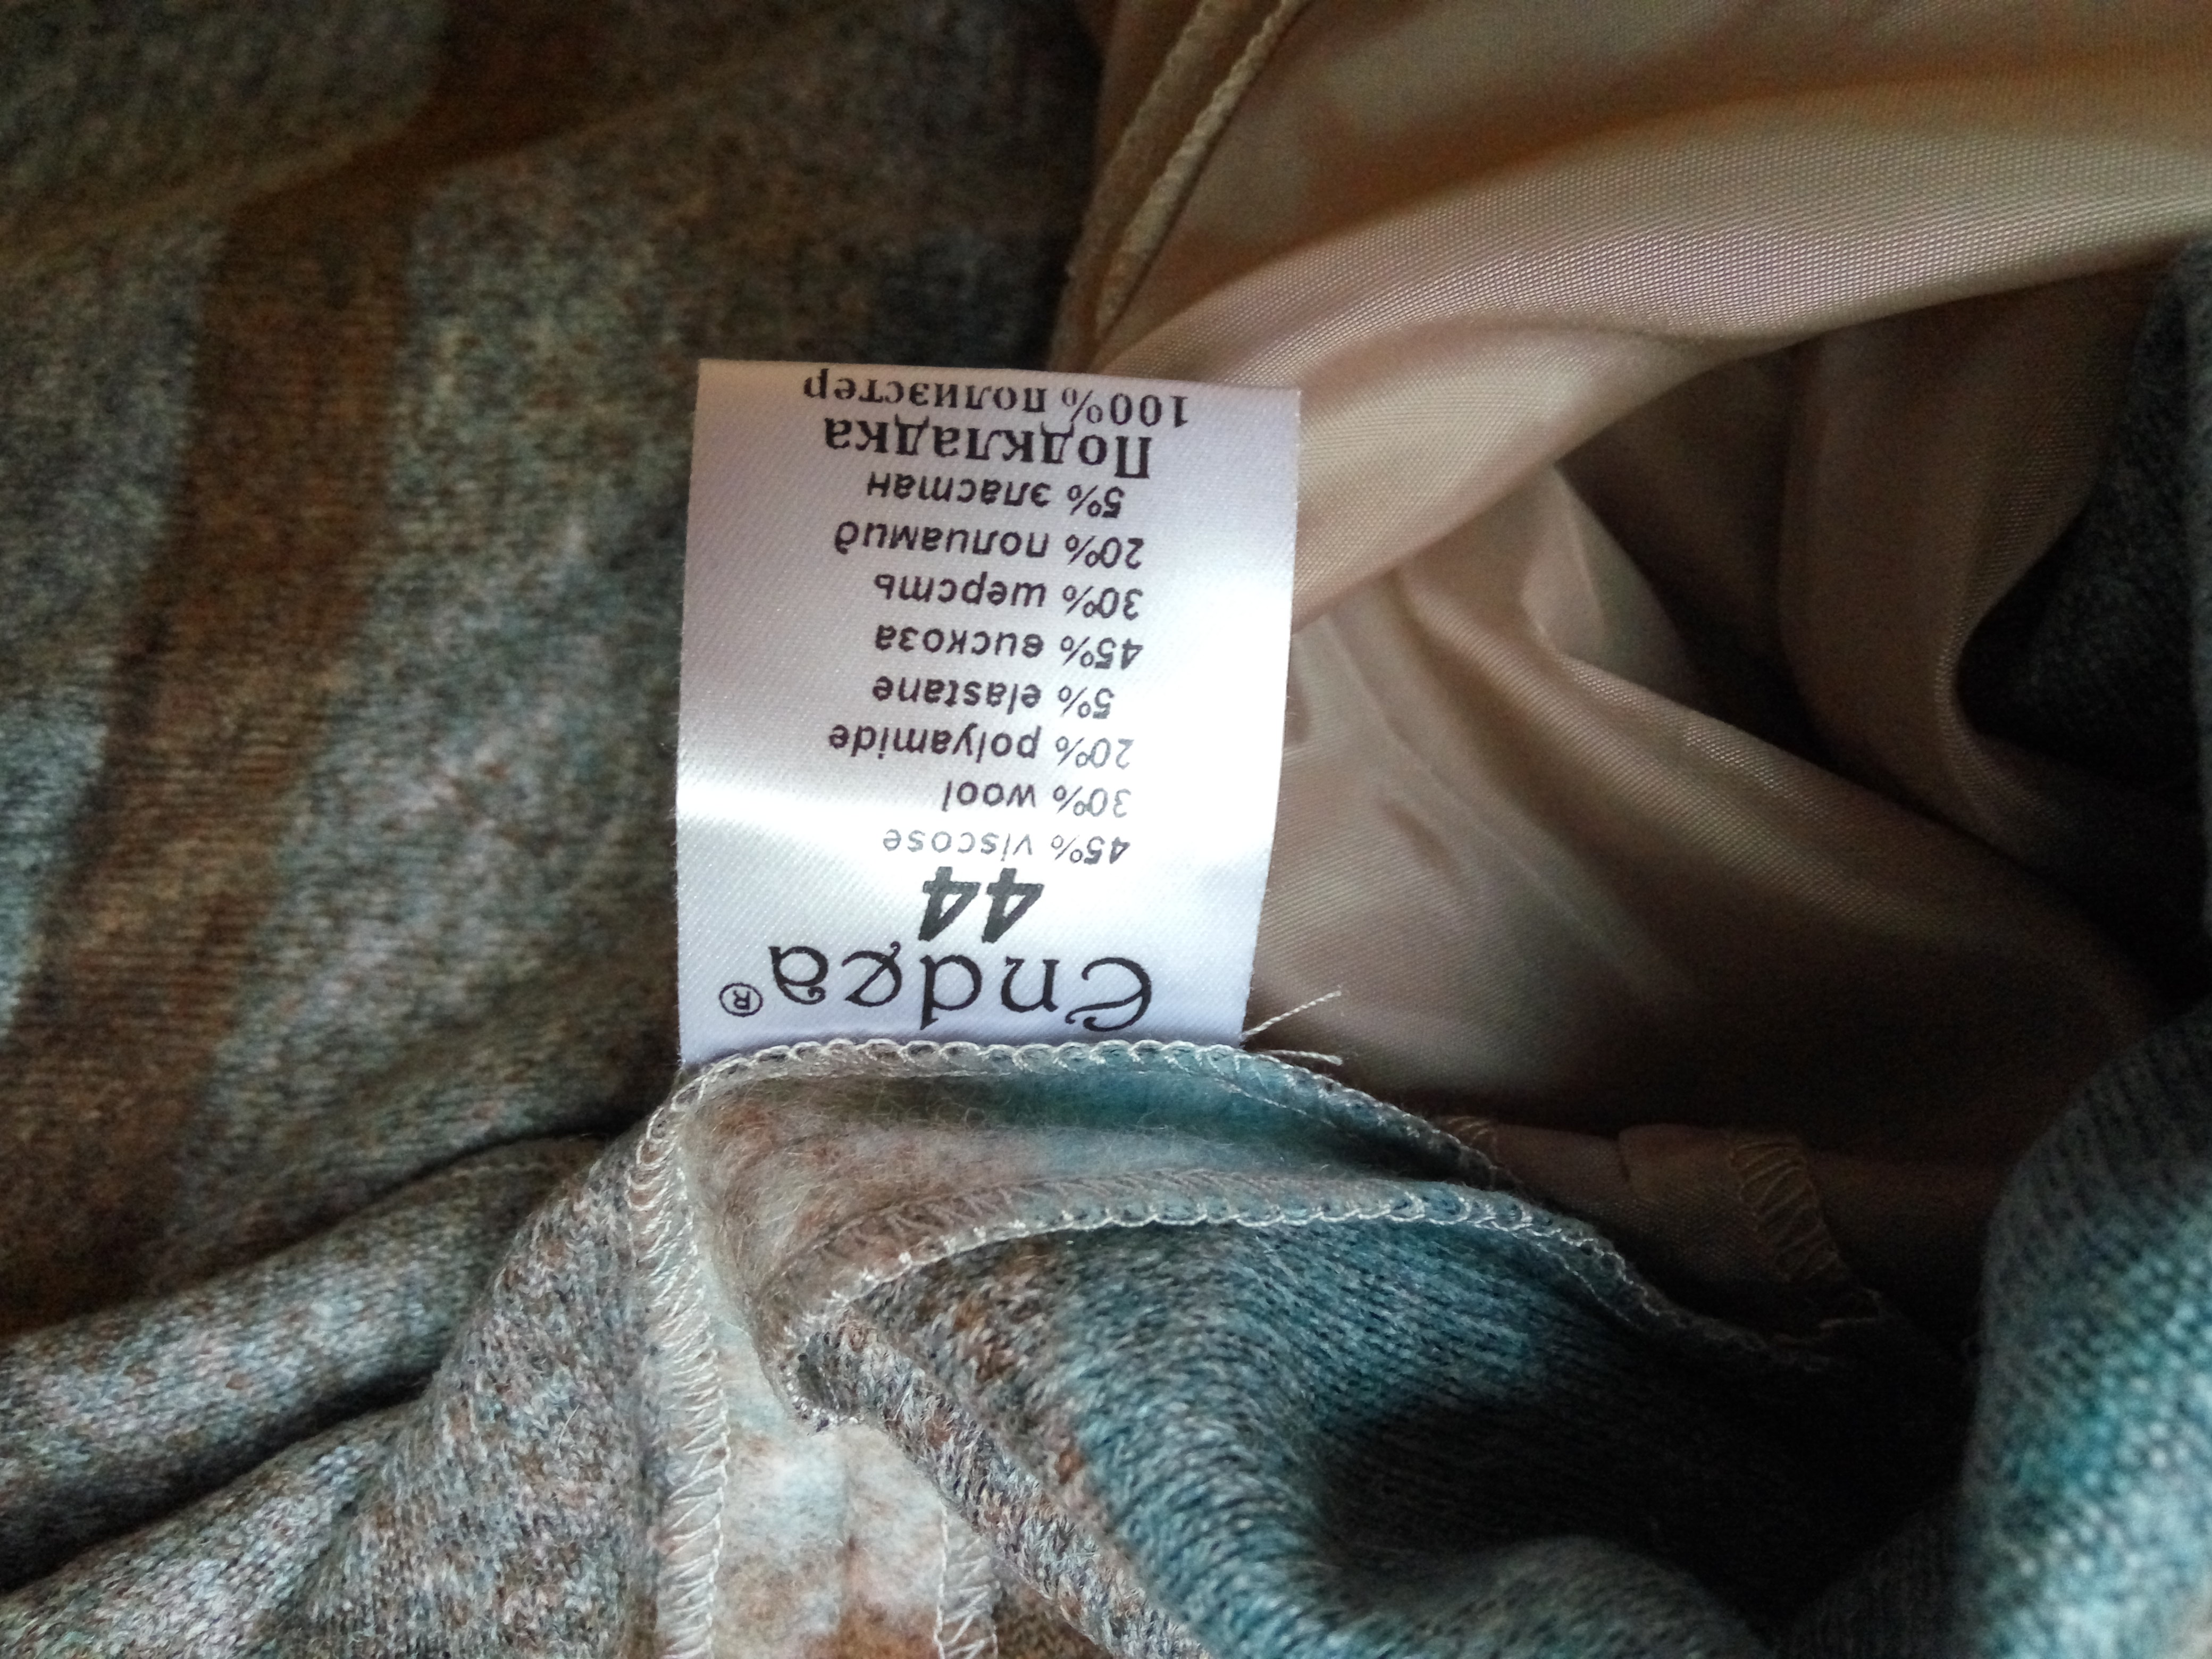 Endea®
44
45% viscose
30% wool
20% polyamide
5% elastane
45% вискоза
30% шерсть
20% полиамид
5% эластан
Подкладка
100% полиэстер